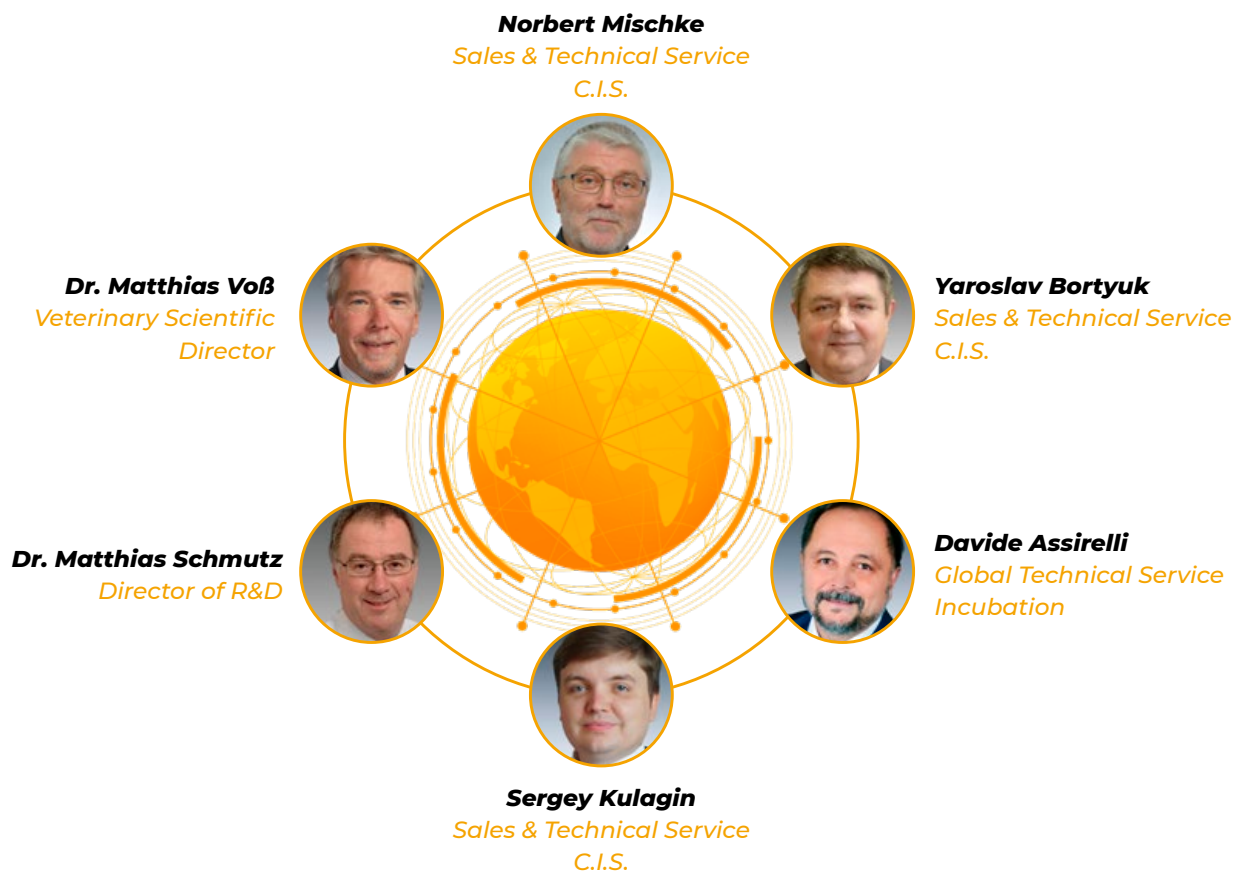 Norbert Mischke
Sales & Technical Service
C.I.S.
Dr. Matthias Voß
Veterinary Scientific
Director
Yaroslav Bortyuk
Sales & Technical Service
C.I.S.
Dr. Matthias Schmutz
Director of R&D
Davide Assirelli
Global Technical Service
Incubation
Sergey Kulagin
Sales & Technical Service
C.I.S.